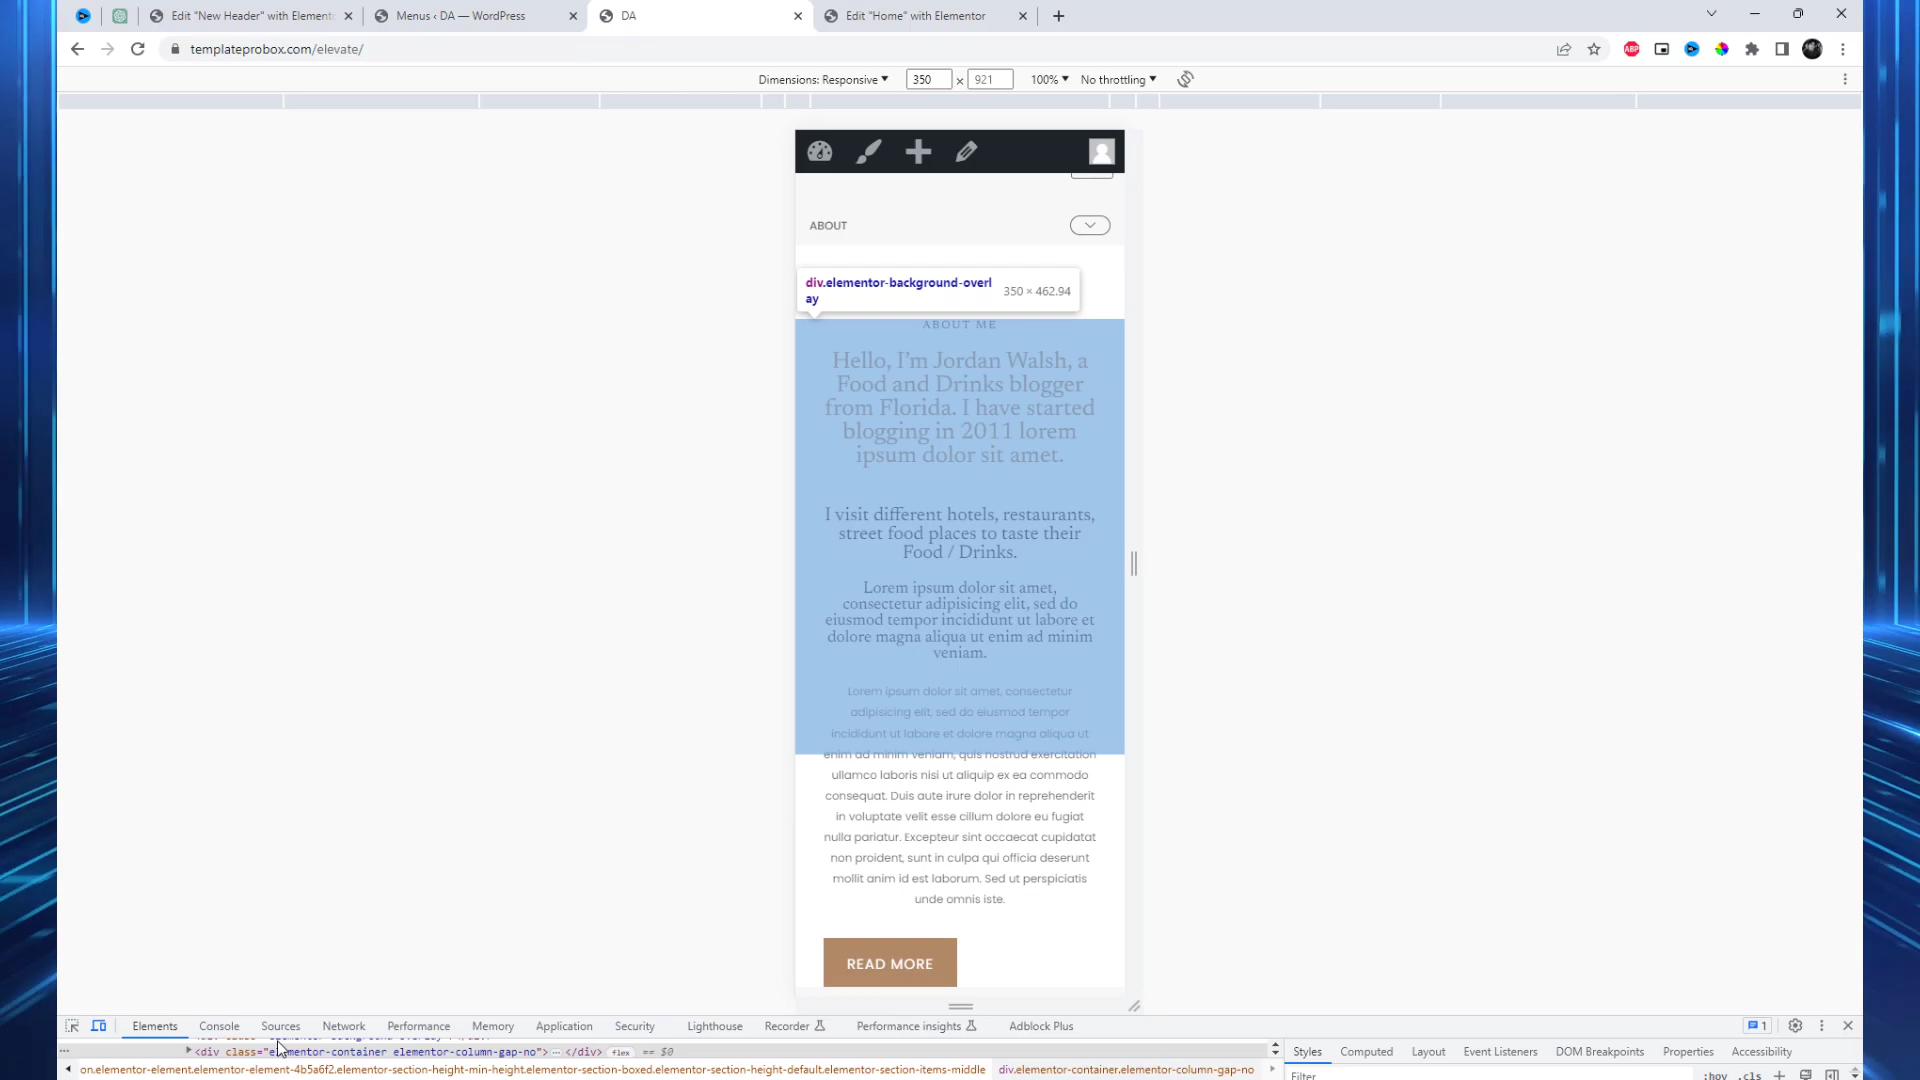 Edit "New Header" with Element
Menus ‹ DA — WordPress
DA
Edit "Home" with Elementor
templateprobox.com/elevate/
ABP
Dimensions: Responsive
350
×
921
100%
No throttling
ABOUT
div.elementor-background-overl
ay
350 × 462.94
ABOUT ME
Hello, I'm Jordan Walsh, a
Food and Drinks blogger
from Florida. I have started
blogging in 2011 lorem
ipsum dolor sit amet.
I visit different hotels, restaurants,
street food places to taste their
Food / Drinks.
Lorem ipsum dolor sit amet,
consectetur adipisicing elit, sed do
eiusmod tempor incididunt ut labore et
dolore magna aliqua ut enim ad minim
veniam.
Lorem ipsum dolor sit amet, consectetur
adipisicing elit, sed do eiusmod tempor
incididunt ut labore et dolore magna aliqua ut
enim ad minim veniam, quis nostrud exercitation
ullamco laboris nisi ut aliquip ex ea commodo
consequat. Duis aute irure dolor in reprehenderit
in voluptate velit esse cillum dolore eu fugiat
nulla pariatur. Excepteur sint occaecat cupidatat
non proident, sunt in culpa qui officia deserunt
mollit anim id est laborum. Sed ut perspiciatis
unde omnis iste.
READ MORE
Elements
Console
Sources
Network
Performance
Memory
Application
Security
Lighthouse
Recorder
Performance insights
Adblock Plus
1
<div class="elementor-container elementor-column-gap-no"> … </div> flex == $0
on.elementor-element.elementor-element-4b5a6f2.elementor-section-height-min-height.elementor-section-boxed.elementor-section-height-default.elementor-section-items-middle
div.elementor-container.elementor-column-gap-no
Styles
Computed
Layout
Event Listeners
DOM Breakpoints
Properties
Accessibility
Filter
:hov
.cls